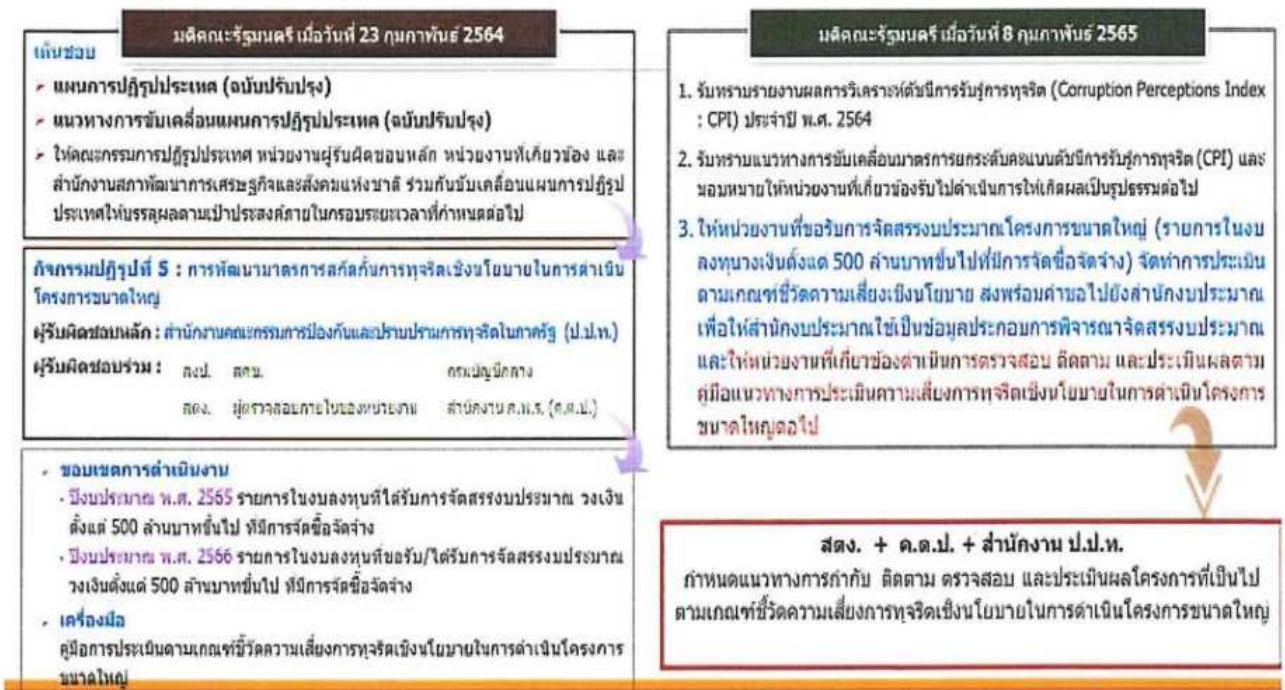 มติคณะรัฐมนตรี เมื่อวันที่ 23 กุมภาพันธ์ 2564
เห็นชอบ
แผนการปฏิรูปประเทศ (ฉบับปรับปรุง)
แนวทางการขับเคลื่อนแผนการปฏิรูปประเทศ (ฉบับปรับปรุง)
ให้คณะกรรมการปฏิรูปประเทศ หน่วยงานผู้รับผิดชอบหลัก หน่วยงานที่เกี่ยวข้อง และ
สำนักงานสภาพัฒนาการเศรษฐกิจและสังคมแห่งชาติ ร่วมกันขับเคลื่อนแผนการปฏิรูป
ประเทศให้บรรลุผลตามเป้าประสงค์ภายในกรอบระยะเวลาที่กำหนดต่อไป
กิจกรรมปฏิรูปที่ 5 : การพัฒนามาตรการสกัดกั้นการทุจริตเชิงนโยบายในการดำเนิน
โครงการขนาดใหญ่
ผู้รับผิดชอบหลัก : สำนักงานคณะกรรมการป้องกันและปราบปรามการทุจริตในภาครัฐ (ป.ป.ท.)
ผู้รับผิดชอบร่วม : สงป. สคบ. กรมบัญชีกลาง
สตง. ผู้ตรวจสอบภายในของหน่วยงาน สำนักงาน ก.พ.ร. (ค.ต.ป.)
ขอบเขตการดำเนินงาน
- ปีงบประมาณ พ.ศ. 2565 รายการในงบลงทุนที่ได้รับการจัดสรรงบประมาณ วงเงิน
ตั้งแต่ 500 ล้านบาทขึ้นไป ที่มีการจัดซื้อจัดจ้าง
- ปีงบประมาณ พ.ศ. 2566 รายการในงบลงทุนที่ขอรับ/ได้รับการจัดสรรงบประมาณ
วงเงินตั้งแต่ 500 ล้านบาทขึ้นไป ที่มีการจัดซื้อจัดจ้าง
เครื่องมือ
คู่มือการประเมินตามเกณฑ์ชี้วัดความเสี่ยงการทุจริตเชิงนโยบายในการดำเนินโครงการ
ขนาดใหญ่
มติคณะรัฐมนตรี เมื่อวันที่ 8 กุมภาพันธ์ 2565
1. รับทราบรายงานผลการวิเคราะห์ดัชนีการรับรู้การทุจริต (Corruption Perceptions Index
: CPI) ประจำปี พ.ศ. 2564
2. รับทราบแนวทางการขับเคลื่อนมาตรการยกระดับคะแนนดัชนีการรับรู้การทุจริต (CPI) และ
มอบหมายให้หน่วยงานที่เกี่ยวข้องรับไปดำเนินการให้เกิดผลเป็นรูปธรรมต่อไป
3. ให้หน่วยงานที่ขอรับการจัดสรรงบประมาณโครงการขนาดใหญ่ (รายการในงบ
ลงทุนวงเงินตั้งแต่ 500 ล้านบาทขึ้นไปที่มีการจัดซื้อจัดจ้าง) จัดทำการประเมิน
ตามเกณฑ์ชี้วัดความเสี่ยงเชิงนโยบาย ส่งพร้อมคำขอไปยังสำนักงบประมาณ
เพื่อให้สำนักงบประมาณใช้เป็นข้อมูลประกอบการพิจารณาจัดสรรงบประมาณ
และให้หน่วยงานที่เกี่ยวข้องดำเนินการตรวจสอบ ติดตาม และประเมินผลตาม
คู่มือแนวทางการประเมินความเสี่ยงการทุจริตเชิงนโยบายในการดำเนินโครงการ
ขนาดใหญ่ต่อไป
สตง. + ค.ต.ป. + สำนักงาน ป.ป.ท.
กำหนดแนวทางการกำกับ ติดตาม ตรวจสอบ และประเมินผลโครงการที่เป็นไป
ตามเกณฑ์ชี้วัดความเสี่ยงการทุจริตเชิงนโยบายในการดำเนินโครงการขนาดใหญ่